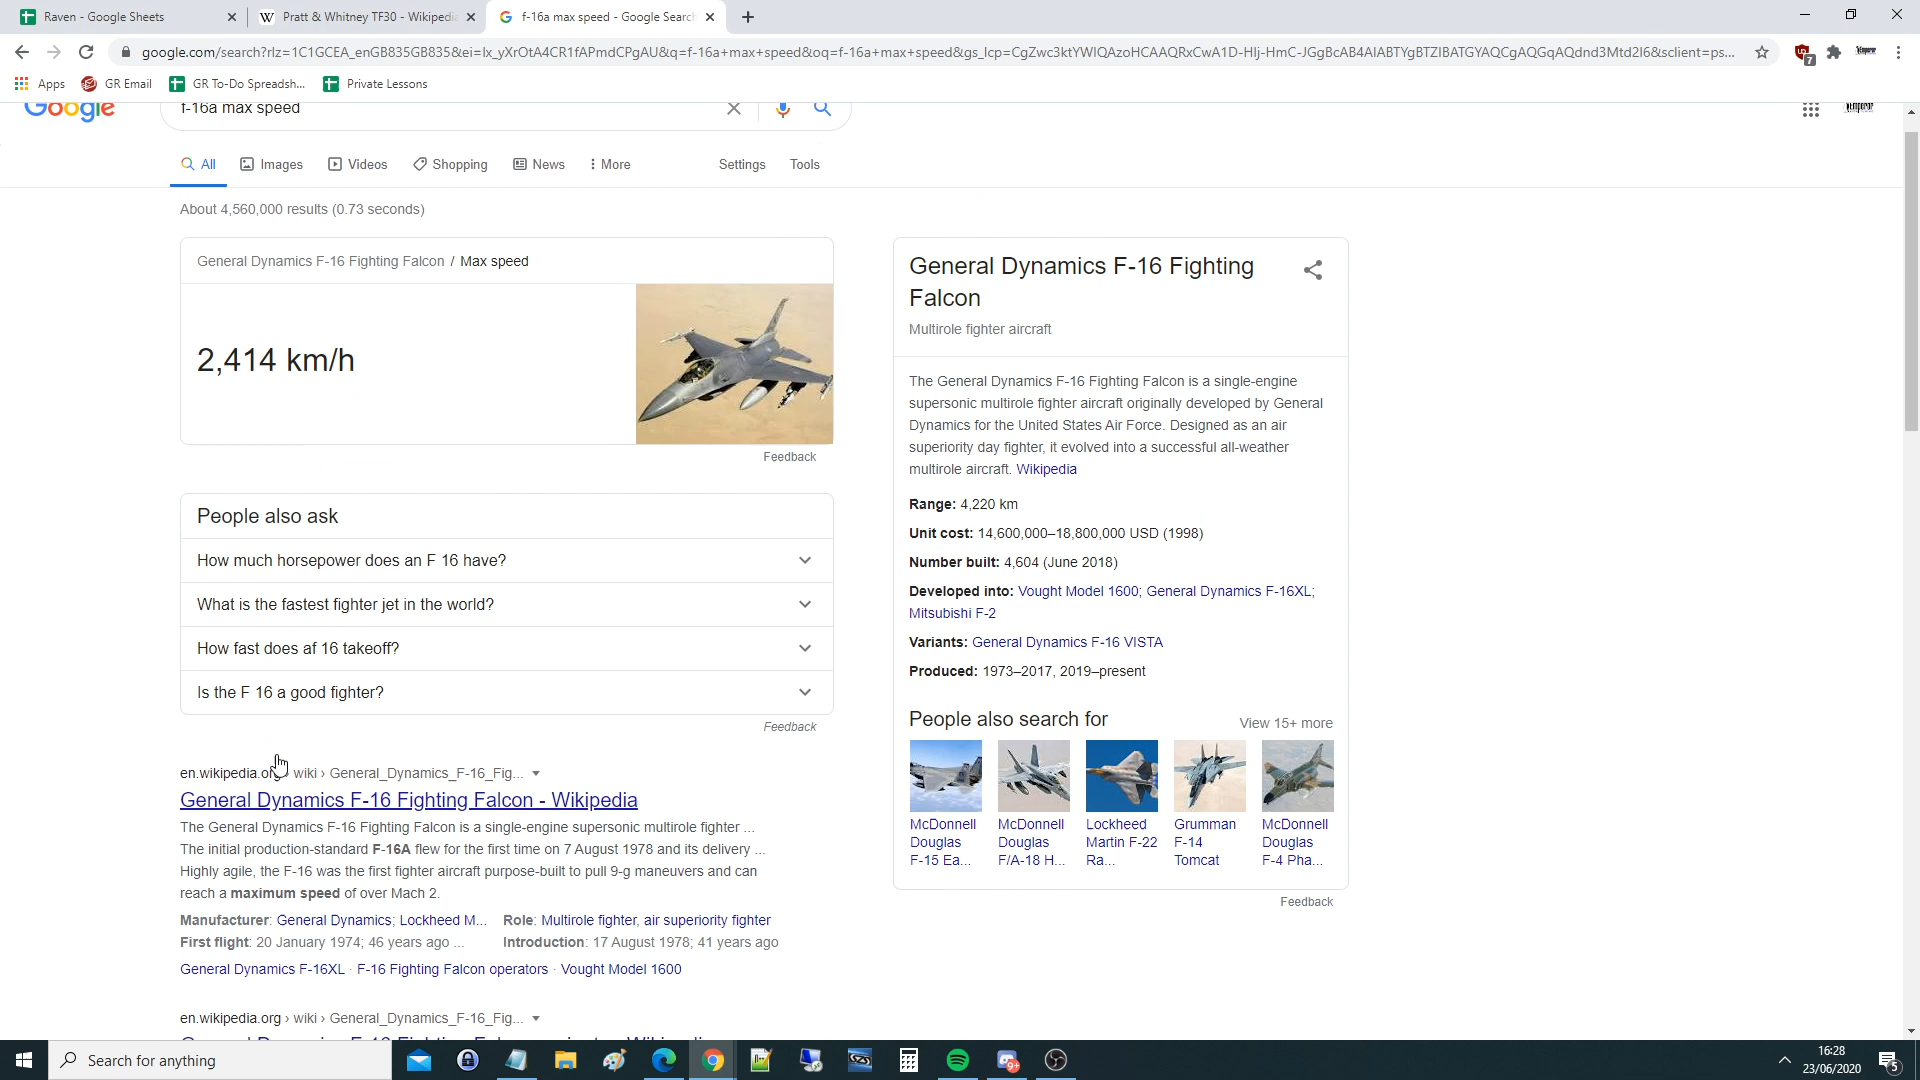 Raven - Google Sheets
Pratt & Whitney TF30 - Wikipedia
f-16a max speed - Google Search
google.com/search?rlz=1C1GCEA_enGB835GB835&ei=lx_yXrOtA4CR1fAPmdCPgAU&q=f-16a+max+speed&oq=f-16a+max+speed&gs_lcp=CgZwc3ktYWIQAzoHCAAQRxCwA1D-HIj-HmC-JGgBcAB4AIABTYgBTZIBATGYAQCgAQGqAQdnd3Mtd2l6&sclient=ps...
7
Apps
GR Email
GR To-Do Spreadsh...
Private Lessons
Google
f-16a max speed
All
Images
Videos
Shopping
News
More
Settings
Tools
About 4,560,000 results (0.73 seconds)
General Dynamics F-16 Fighting Falcon / Max speed
2,414 km/h
Feedback
People also ask
How much horsepower does an F 16 have?
What is the fastest fighter jet in the world?
How fast does af 16 takeoff?
Is the F 16 a good fighter?
Feedback
en.wikipedia.org › wiki › General_Dynamics_F-16_Fig...
General Dynamics F-16 Fighting Falcon - Wikipedia
The General Dynamics F-16 Fighting Falcon is a single-engine supersonic multirole fighter ...
The initial production-standard F-16A flew for the first time on 7 August 1978 and its delivery ...
Highly agile, the F-16 was the first fighter aircraft purpose-built to pull 9-g maneuvers and can
reach a maximum speed of over Mach 2.
Manufacturer: General Dynamics; Lockheed M... Role: Multirole fighter, air superiority fighter
First flight: 20 January 1974; 46 years ago ... Introduction: 17 August 1978; 41 years ago
General Dynamics F-16XL · F-16 Fighting Falcon operators · Vought Model 1600
en.wikipedia.org › wiki › General_Dynamics_F-16_Fig...
General Dynamics F-16 Fighting
Falcon
Multirole fighter aircraft
The General Dynamics F-16 Fighting Falcon is a single-engine
supersonic multirole fighter aircraft originally developed by General
Dynamics for the United States Air Force. Designed as an air
superiority day fighter, it evolved into a successful all-weather
multirole aircraft. Wikipedia
Range: 4,220 km
Unit cost: 14,600,000–18,800,000 USD (1998)
Number built: 4,604 (June 2018)
Developed into: Vought Model 1600; General Dynamics F-16XL;
Mitsubishi F-2
Variants: General Dynamics F-16 VISTA
Produced: 1973–2017, 2019–present
People also search for
View 15+ more
McDonnell
Douglas
F-15 Ea...
McDonnell
Douglas
F/A-18 H...
Lockheed
Martin F-22
Ra...
Grumman
F-14
Tomcat
McDonnell
Douglas
F-4 Pha...
Feedback
Search for anything
9+
16:28
23/06/2020
5